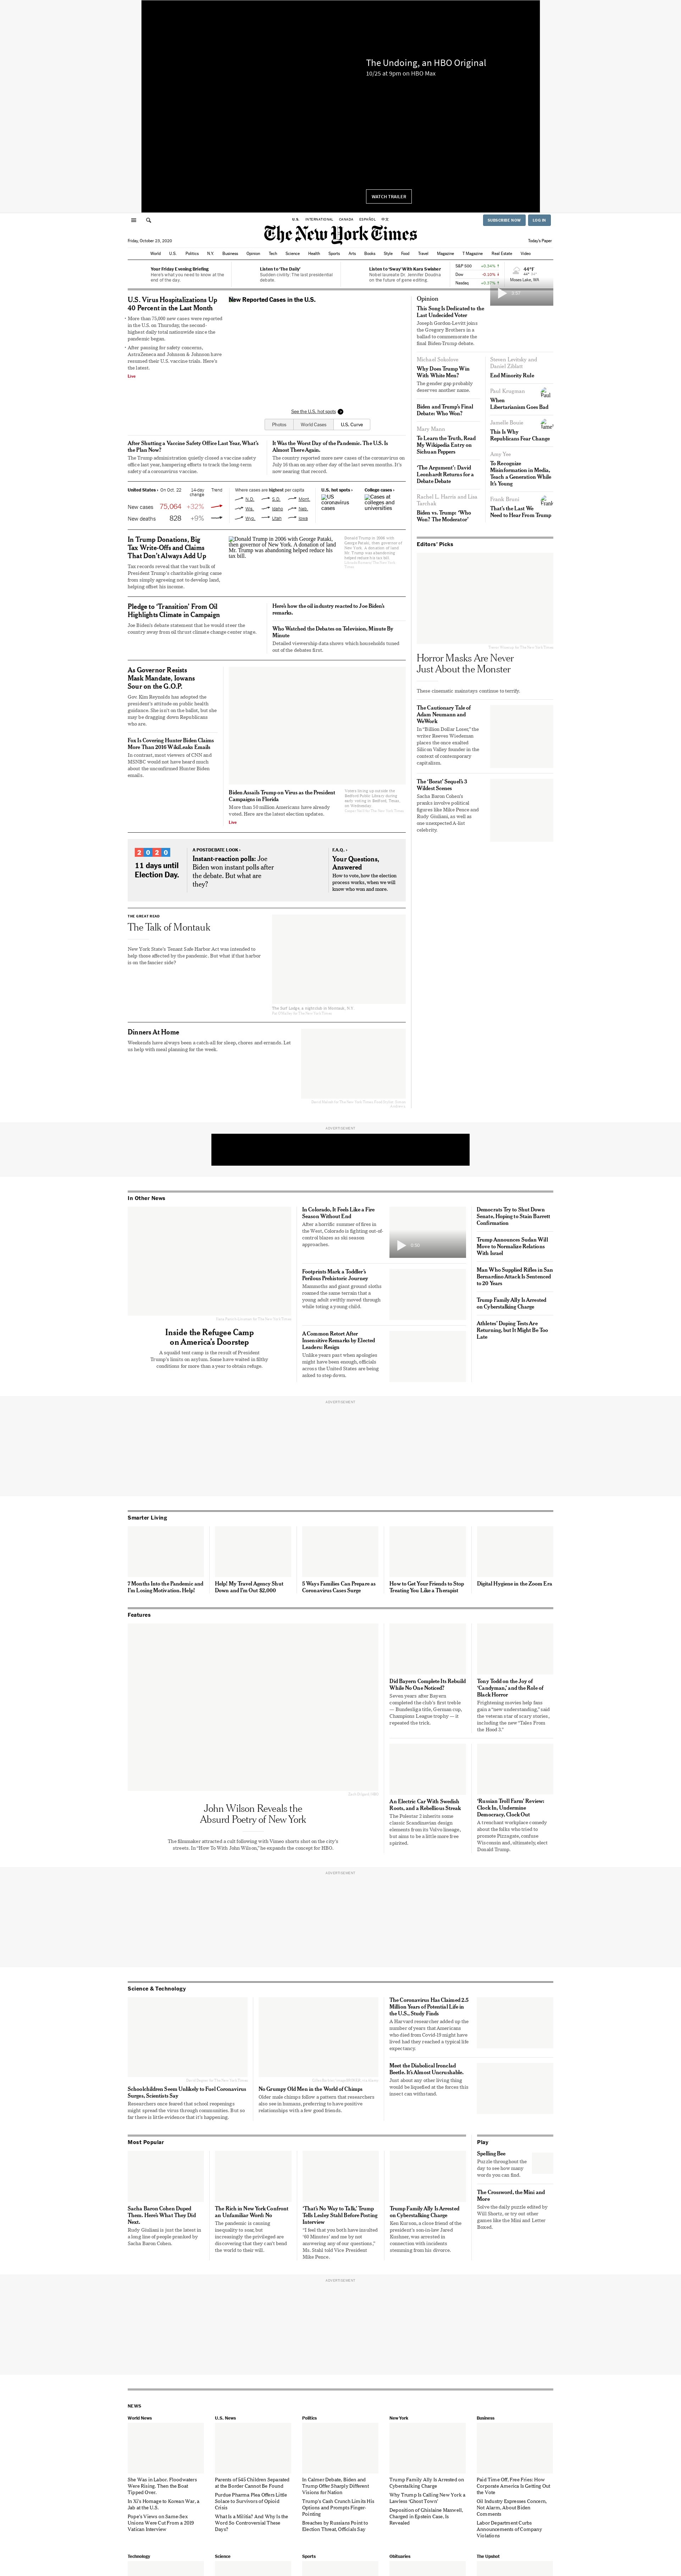 The Undoing, an HBO Original
10/25 at 9pm on HBO Max
WATCH TRAILER
U.S. INTERNATIONAL CANADA ESPAÑOL 中文
SUBSCRIBE NOW LOG IN
The New York Times
Friday, October 23, 2020
Today's Paper
World U.S. Politics N.Y. Business Opinion Tech Science Health Sports Arts Books Style Food Travel Magazine T Magazine Real Estate Video
Your Friday Evening Briefing
Here's what you need to know at the
end of the day.
Listen to 'The Daily'
Sudden civility: The last presidential
debate.
Listen to 'Sway' With Kara Swisher
Nobel laureate Dr. Jennifer Doudna
on the future of gene editing.
S&P 500 +0.34% ↑
Dow -0.10% ↓
Nasdaq +0.37% ↑
44°F
Moses Lake, WA
U.S. Virus Hospitalizations Up
40 Percent in the Last Month
• More than 75,000 new cases were reported
in the U.S. on Thursday, the second-
highest daily total nationwide since the
pandemic began.
• After pausing for safety concerns,
AstraZeneca and Johnson & Johnson have
resumed their U.S. vaccine trials. Here's
the latest.
Live
New Reported Cases in the U.S.
See the U.S. hot spots
Photos World Cases U.S. Curve
After Shutting a Vaccine Safety Office Last Year, What's
the Plan Now?
The Trump administration quietly closed a vaccine safety
office last year, hampering efforts to track the long-term
safety of a coronavirus vaccine.
It Was the Worst Day of the Pandemic. The U.S. Is
Almost There Again.
The country reported more new cases of the coronavirus on
July 16 than on any other day of the last seven months. It's
now nearing that record.
United States › On Oct. 22 14-day
change Trend
New cases 75,064 +32%
New deaths 828 +9%
Where cases are highest per capita
N.D. S.D. Mont.
Wis. Idaho Neb.
Wyo. Utah Iowa
U.S. hot spots ›
US
coronavirus
cases
College cases ›
Cases at
colleges and
universities
In Trump Donations, Big
Tax Write-Offs and Claims
That Don't Always Add Up
Tax records reveal that the vast bulk of
President Trump's charitable giving came
from simply agreeing not to develop land,
helping offset his income.
Donald Trump in 2006 with George Pataki,
then governor of New York. A donation of land
Mr. Trump was abandoning helped reduce his
tax bill.
Donald Trump in 2006 with
George Pataki, then governor of
New York. A donation of land
Mr. Trump was abandoning
helped reduce his tax bill.
Pledge to 'Transition' From Oil
Highlights Climate in Campaign
Joe Biden's debate statement that he would steer the
country away from oil thrust climate change center stage.
Here's how the oil industry reacted to Joe Biden's
remarks.
Who Watched the Debates on Television, Minute By
Minute
Detailed viewership data shows which households tuned
out of the debates first.
As Governor Resists
Mask Mandate, Iowans
Sour on the G.O.P.
Gov. Kim Reynolds has adopted the
president's attitude on public health
guidance. She isn't on the ballot, but she
may be dragging down Republicans
who are.
Fox Is Covering Hunter Biden Claims
More Than 2016 WikiLeaks Emails
In contrast, most viewers of CNN and
MSNBC would not have heard much
about the unconfirmed Hunter Biden
emails.
Biden Assails Trump on Virus as the President
Campaigns in Florida
More than 50 million Americans have already
voted. Here are the latest election updates.
Live
Voters lining up outside the
Bedford Public Library during
early voting in Bedford, Texas,
on Wednesday.
2020
11 days until
Election Day.
A POSTDEBATE LOOK ›
Instant-reaction polls: Joe
Biden won instant polls after
the debate. But what are
they?
F.A.Q. ›
Your Questions,
Answered
How to vote, how the election
process works, when we will
know who won and more.
THE GREAT READ
The Talk of Montauk
New York State's Tenant Safe Harbor Act was intended to
help those affected by the pandemic. But what if that harbor
is on the fancier side?
The Surf Lodge, a nightclub in Montauk, N.Y.
Dinners At Home
Weekends have always been a catch-all for sleep, chores and errands. Let
us help with meal planning for the week.
Opinion
This Song Is Dedicated to the
Last Undecided Voter
Joseph Gordon-Levitt joins
the Gregory Brothers in a
ballad to commemorate the
final Biden-Trump debate.
Michael Sokolove
Why Does Trump Win
With White Men?
The gender gap probably
deserves another name.
Biden and Trump's Final
Debate: Who Won?
Mary Mann
To Learn the Truth, Read
My Wikipedia Entry on
Sichuan Peppers
'The Argument': David
Leonhardt Returns for a
Debate Debate
Rachel L. Harris and Lisa
Tarchak
Biden vs. Trump: 'Who
Won? The Moderator'
Steven Levitsky and
Daniel Ziblatt
End Minority Rule
Paul Krugman
When
Libertarianism Goes Bad
Jamelle Bouie
This Is Why
Republicans Fear Change
Amy Yee
To Recognize
Misinformation in Media,
Teach a Generation While
It's Young
Frank Bruni
That's the Last We
Need to Hear From Trump
Editors' Picks
Horror Masks Are Never
Just About the Monster
These cinematic mainstays continue to terrify.
The Cautionary Tale of
Adam Neumann and
WeWork
In "Billion Dollar Loser," the
writer Reeves Wiedeman
places the once exalted
Silicon Valley founder in the
context of contemporary
capitalism.
The 'Borat' Sequel's 3
Wildest Scenes
Sacha Baron Cohen's
pranks involve political
figures like Mike Pence and
Rudy Giuliani, as well as
one unexpected A-list
celebrity.
ADVERTISEMENT
In Other News
Inside the Refugee Camp
on America's Doorstep
A squalid tent camp is the result of President
Trump's limits on asylum. Some have waited in filthy
conditions for more than a year to obtain refuge.
In Colorado, It Feels Like a Fire
Season Without End
After a horrific summer of fires in
the West, Colorado is fighting out-of-
control blazes as ski season
approaches.
Footprints Mark a Toddler's
Perilous Prehistoric Journey
Mammoths and giant ground sloths
roamed the same terrain that a
young adult swiftly moved through
while toting a young child.
A Common Retort After
Insensitive Remarks by Elected
Leaders: Resign
Unlike years past when apologies
might have been enough, officials
across the United States are being
asked to step down.
Democrats Try to Shut Down
Senate, Hoping to Stain Barrett
Confirmation
Trump Announces Sudan Will
Move to Normalize Relations
With Israel
Man Who Supplied Rifles in San
Bernardino Attack Is Sentenced
to 20 Years
Trump Family Ally Is Arrested
on Cyberstalking Charge
Athletes' Doping Tests Are
Returning, but It Might Be Too
Late
ADVERTISEMENT
Smarter Living
7 Months Into the Pandemic and
I'm Losing Motivation. Help!
Help! My Travel Agency Shut
Down and I'm Out $2,000
5 Ways Families Can Prepare as
Coronavirus Cases Surge
How to Get Your Friends to Stop
Treating You Like a Therapist
Digital Hygiene in the Zoom Era
Features
John Wilson Reveals the
Absurd Poetry of New York
The filmmaker attracted a cult following with Vimeo shorts shot on the city's
streets. In "How To With John Wilson," he expands the concept for HBO.
Did Bayern Complete Its Rebuild
While No One Noticed?
Seven years after Bayern
completed the club's first treble
— Bundesliga title, German cup,
Champions League trophy — it
repeated the trick.
Tony Todd on the Joy of
'Candyman,' and the Role of
Black Horror
Frightening movies help fans
gain a "new understanding," said
the veteran star of scary stories,
including the new "Tales From
the Hood 3."
An Electric Car With Swedish
Roots, and a Rebellious Streak
The Polestar 2 inherits some
classic Scandinavian design
elements from its Volvo lineage,
but aims to be a little more free
spirited.
'Russian Troll Farm' Review:
Clock In, Undermine
Democracy, Clock Out
A trenchant workplace comedy
about the folks who tried to
promote Pizzagate, confuse
Wisconsin and, ultimately, elect
Donald Trump.
ADVERTISEMENT
Science & Technology
Schoolchildren Seem Unlikely to Fuel Coronavirus
Surges, Scientists Say
Researchers once feared that school reopenings
might spread the virus through communities. But so
far there is little evidence that it's happening.
No Grumpy Old Men in the World of Chimps
Older male chimps follow a pattern that researchers
also see in humans, preferring to have positive
relationships with a few good friends.
The Coronavirus Has Claimed 2.5
Million Years of Potential Life in
the U.S., Study Finds
A Harvard researcher added up the
number of years that Americans
who died from Covid-19 might have
lived had they reached a typical life
expectancy.
Meet the Diabolical Ironclad
Beetle. It's Almost Uncrushable.
Just about any other living thing
would be liquefied at the forces this
insect can withstand.
Most Popular
Sacha Baron Cohen Duped
Them. Here's What They Did
Next.
Rudy Giuliani is just the latest in
a long line of people pranked by
Sacha Baron Cohen.
The Rich in New York Confront
an Unfamiliar Word: No
The pandemic is causing
inequality to soar, but
increasingly the privileged are
discovering that they can't bend
the world to their will.
'That's No Way to Talk,' Trump
Tells Lesley Stahl Before Posting
Interview
"I feel that you both have insulted
'60 Minutes' and me by not
answering any of our questions,"
Ms. Stahl told Vice President
Mike Pence.
Trump Family Ally Is Arrested
on Cyberstalking Charge
Ken Kurson, a close friend of the
president's son-in-law Jared
Kushner, was arrested in
connection with incidents
stemming from his divorce.
Play
Spelling Bee
Puzzle throughout the
day to see how many
words you can find.
The Crossword, the Mini and
More
Solve the daily puzzle edited by
Will Shortz, or try out other
games like the Mini and Letter
Boxed.
ADVERTISEMENT
NEWS
World News
She Was in Labor. Floodwaters
Were Rising. Then the Boat
Tipped Over.
In Xi's Homage to Korean War, a
Jab at the U.S.
Pope's Views on Same-Sex
Unions Were Cut From a 2019
Vatican Interview
U.S. News
Parents of 545 Children Separated
at the Border Cannot Be Found
Purdue Pharma Plea Offers Little
Solace to Survivors of Opioid
Crisis
What Is a Militia? And Why Is the
Word So Controversial These
Days?
Politics
In Calmer Debate, Biden and
Trump Offer Sharply Different
Visions for Nation
Trump's Cash Crunch Limits His
Options and Prompts Finger-
Pointing
Breaches by Russians Point to
Election Threat, Officials Say
New York
Trump Family Ally Is Arrested on
Cyberstalking Charge
Why Trump Is Calling New York a
Lawless 'Ghost Town'
Deposition of Ghislaine Maxwell,
Charged in Epstein Case, Is
Revealed
Business
Paid Time Off, Free Fries: How
Corporate America Is Getting Out
the Vote
Oil Industry Expresses Concern,
Not Alarm, About Biden
Comments
Labor Department Curbs
Announcements of Company
Violations
Technology Science Sports Obituaries The Upshot